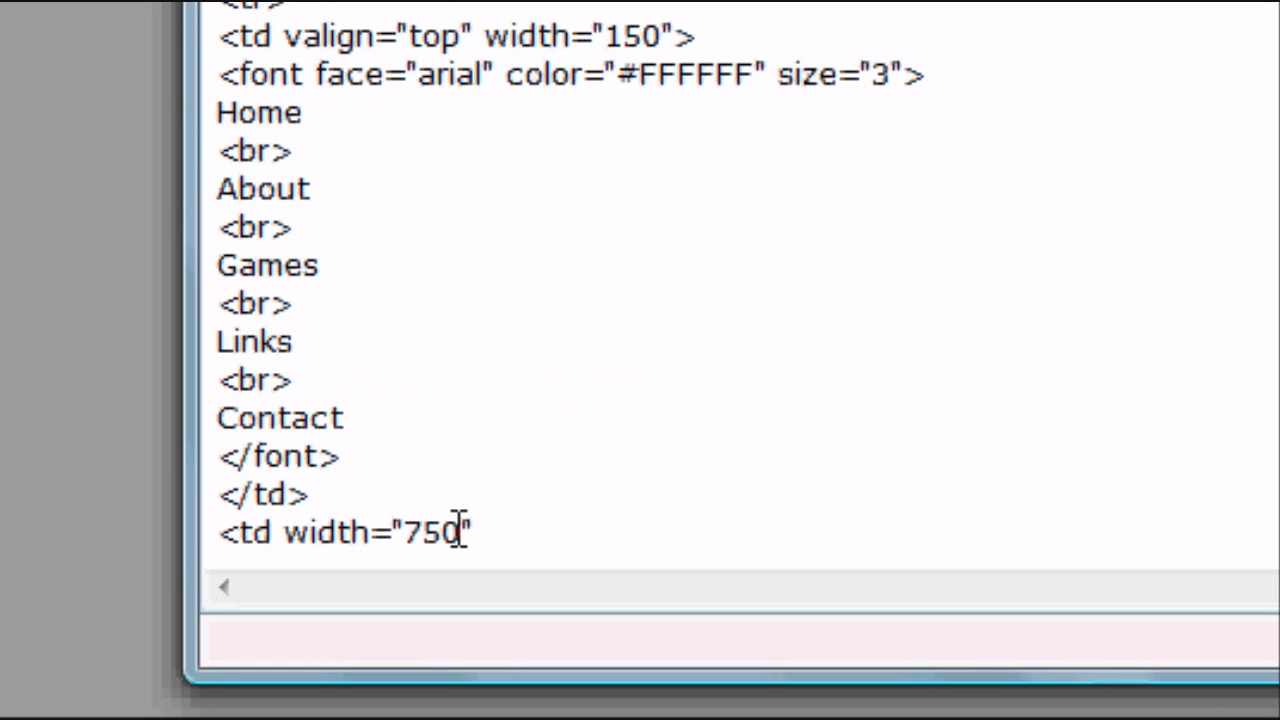 <tr>
<td valign="top" width="150">
<font face="arial" color="#FFFFFF" size="3">
Home
<br>
About
<br>
Games
<br>
Links
<br>
Contact
</font>
</td>
<td width="750"